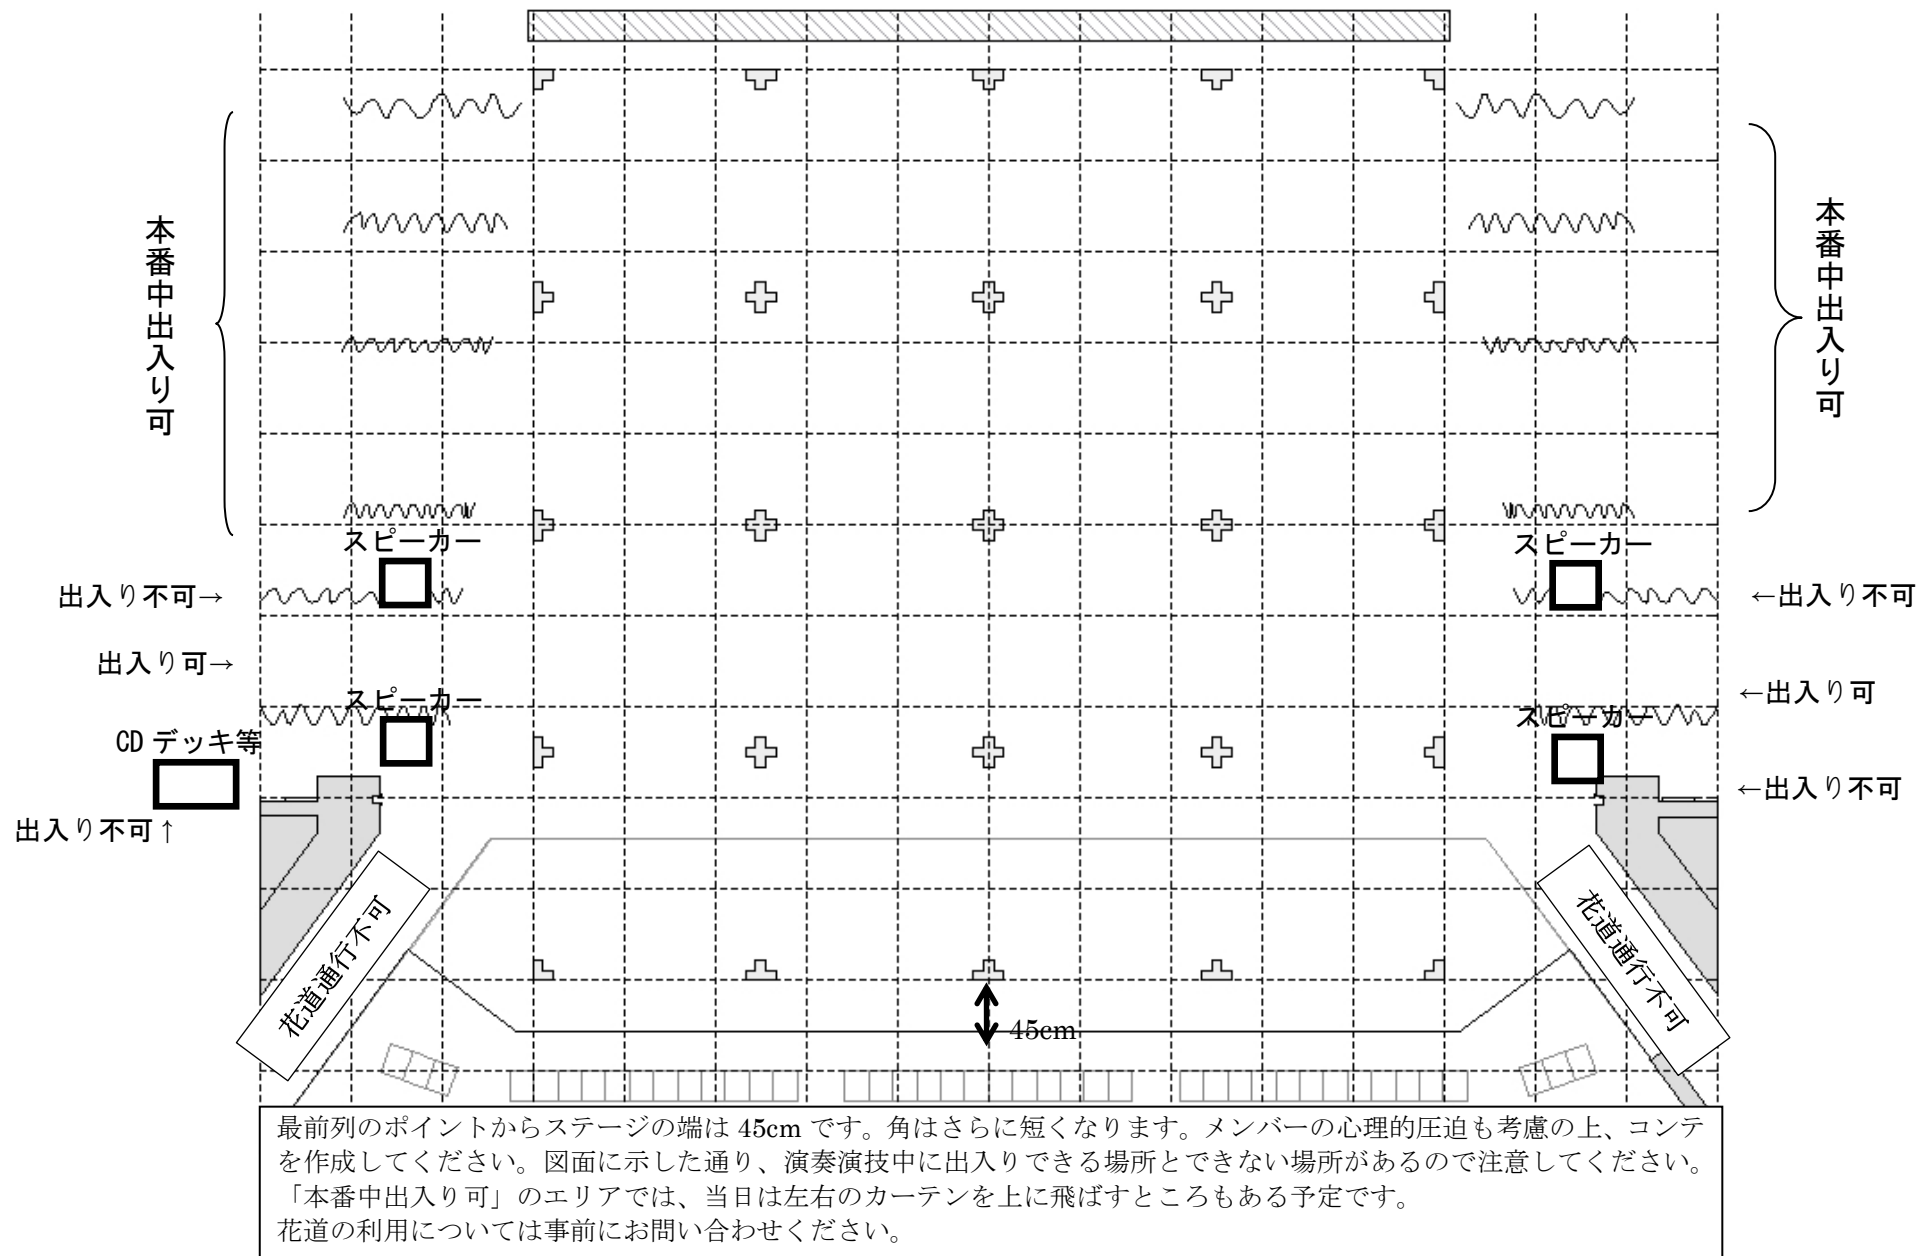 本番中出入り可
本番中出入り可
スピーカー
スピーカー
出入り不可→
←出入り不可
出入り可→
←出入り可
スピーカー
スピーカー
CD デッキ等
←出入り不可
出入り不可↑
花道通行不可
花道通行不可
45cm
最前列のポイントからステージの端は 45cm です。角はさらに短くなります。メンバーの心理的圧迫も考慮の上、コンテ
を作成してください。図面に示した通り、演奏演技中に出入りできる場所とできない場所があるので注意してください。
「本番中出入り可」のエリアでは、当日は左右のカーテンを上に飛ばすところもある予定です。
花道の利用については事前にお問い合わせください。